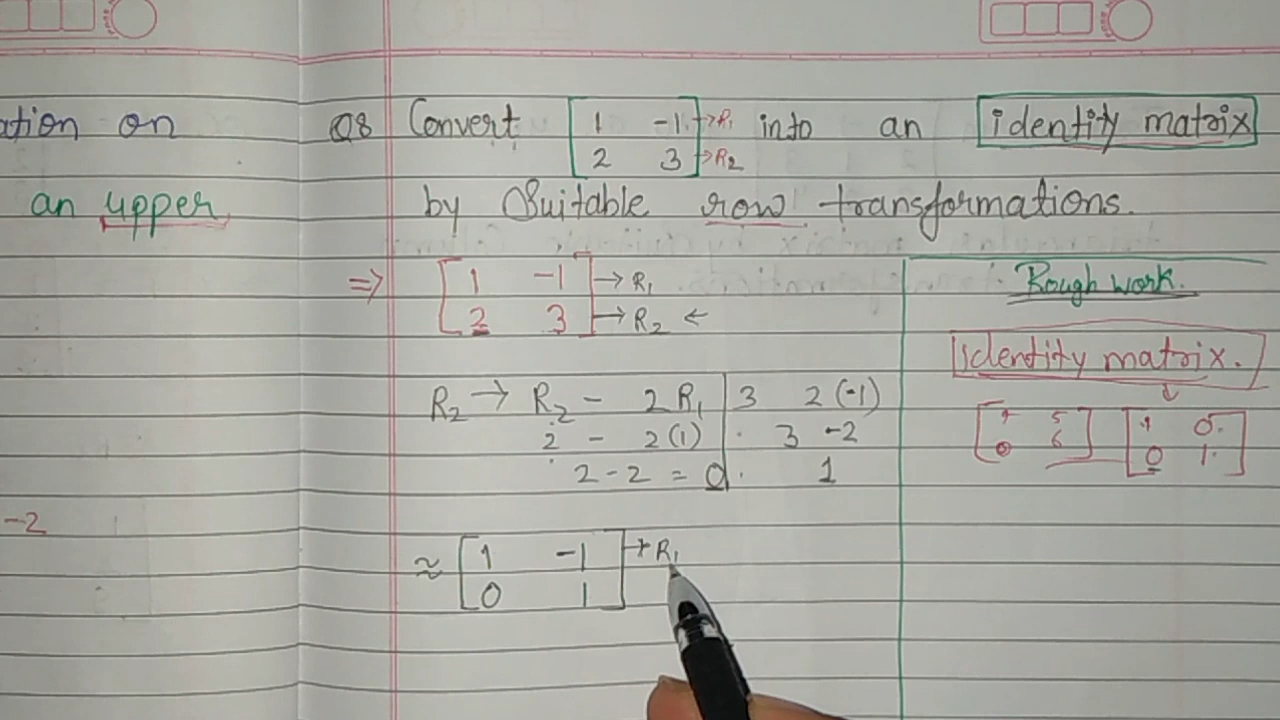 ation on
an upper
-2
Q8 Convert [ 1 -1 ] → R1 into an identity matrix
[ 2 3 ] → R2
by Suitable row transformations.
⇒ [ 1 -1 ] → R1
[ 2 3 ] → R2 ←
R2 → R2 - 2R1 | 3 2(-1)
2 - 2(1) | 3 -2
2-2 = 0 | 1
≈ [ 1 -1 ] → R1
[ 0 1 ]
Rough work.
identity matrix.
[ 4 5 ] [ 1 0 ]
[ 0 6 ] [ 0 1 ]